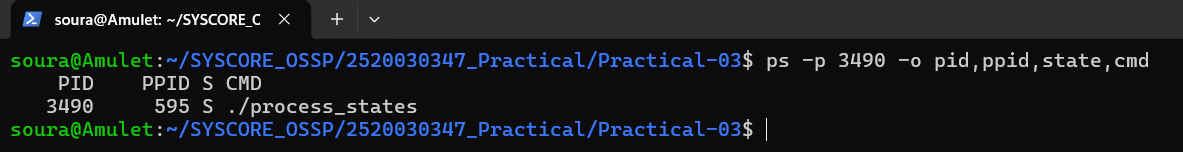 soura@Amulet: ~/SYSCORE_C
soura@Amulet:~/SYSCORE_OSSP/2520030347_Practical/Practical-03$ ps -p 3490 -o pid,ppid,state,cmd
PID PPID S CMD
3490 595 S ./process_states
soura@Amulet:~/SYSCORE_OSSP/2520030347_Practical/Practical-03$